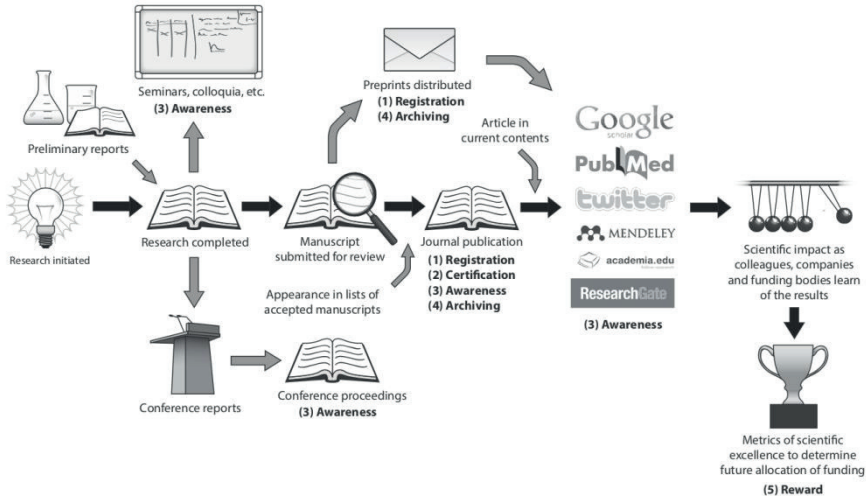 Seminars, colloquia, etc.
(3) Awareness
Preliminary reports
Research initiated
Research completed
Conference reports
Conference proceedings
(3) Awareness
Manuscript
submitted for review
Preprints distributed
(1) Registration
(4) Archiving
Appearance in lists of
accepted manuscripts
Article in
current contents
Journal publication
(1) Registration
(2) Certification
(3) Awareness
(4) Archiving
Google
scholar
PubMed
twitter
MENDELEY
academia.edu
ResearchGate
(3) Awareness
Scientific impact as
colleagues, companies
and funding bodies learn
of the results
Metrics of scientific
excellence to determine
future allocation of funding
(5) Reward